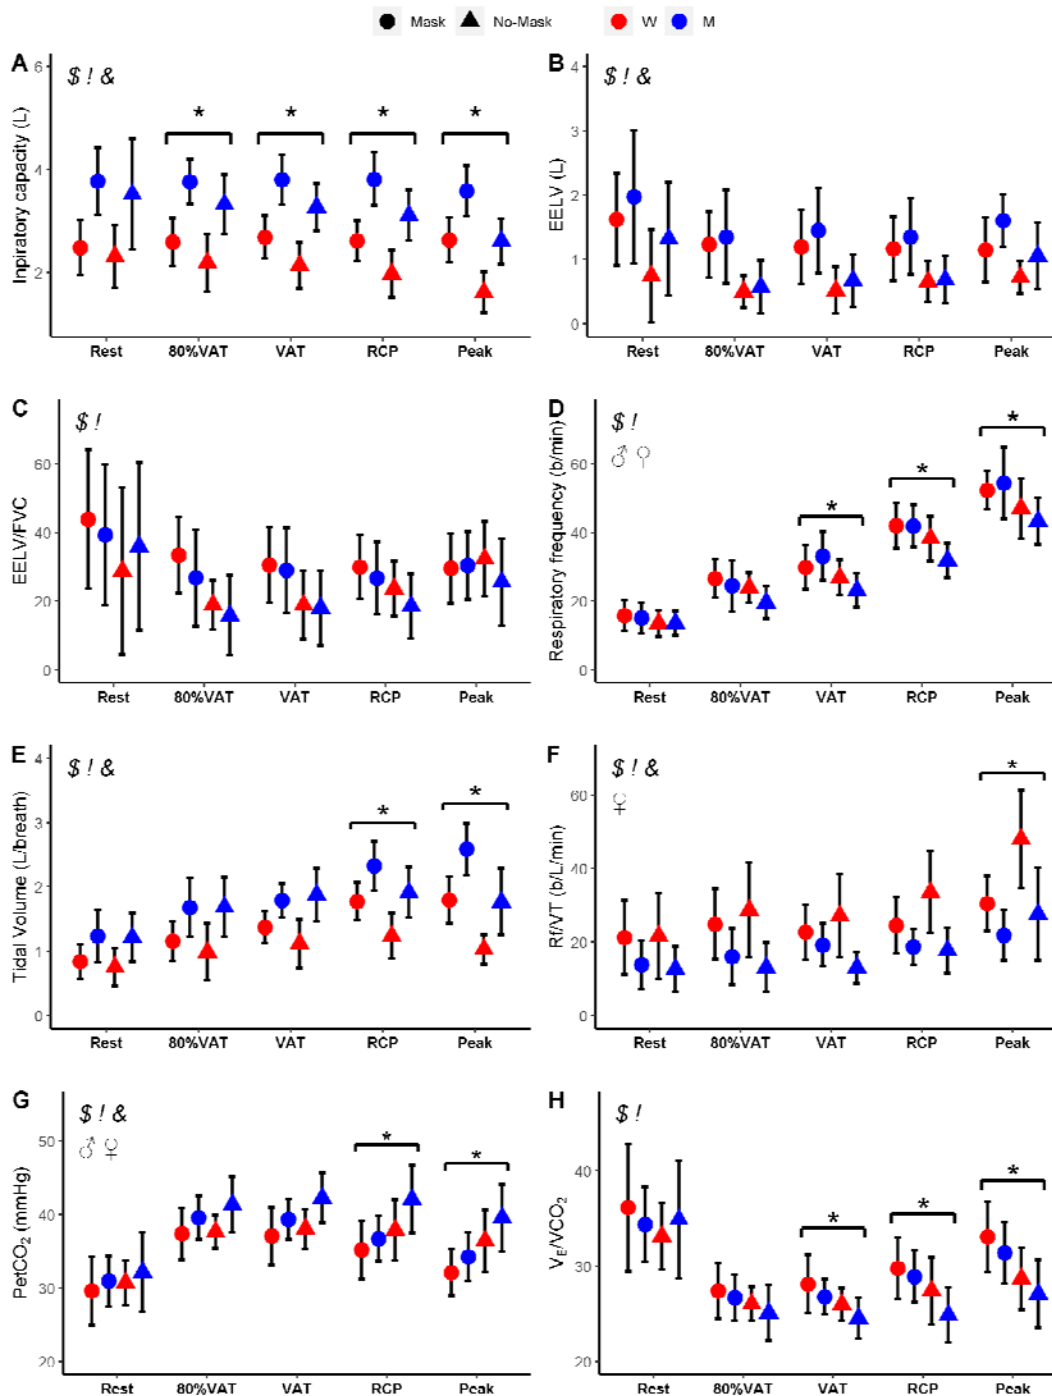 Mask No-Mask W M
A
$ ! &
Inpiratory capacity (L)
6
4
2
* * * *
Rest 80%VAT VAT RCP Peak
B
$ ! &
EELV (L)
4
3
2
1
0
Rest 80%VAT VAT RCP Peak
C
$ !
EELV/FVC
60
40
20
0
Rest 80%VAT VAT RCP Peak
D
$ !
♂ ♀
Respiratory frequency (b/min)
60
40
20
0
* * *
Rest 80%VAT VAT RCP Peak
E
$ ! &
Tidal Volume (L/breath)
4
3
2
1
0
* *
Rest 80%VAT VAT RCP Peak
F
$ ! &
♀
Rf/VT (b/L/min)
60
40
20
0
*
Rest 80%VAT VAT RCP Peak
G
$ ! &
♂ ♀
PetCO₂ (mmHg)
50
40
30
20
* *
Rest 80%VAT VAT RCP Peak
H
$ !
VE/VCO₂
40
30
20
* * *
Rest 80%VAT VAT RCP Peak